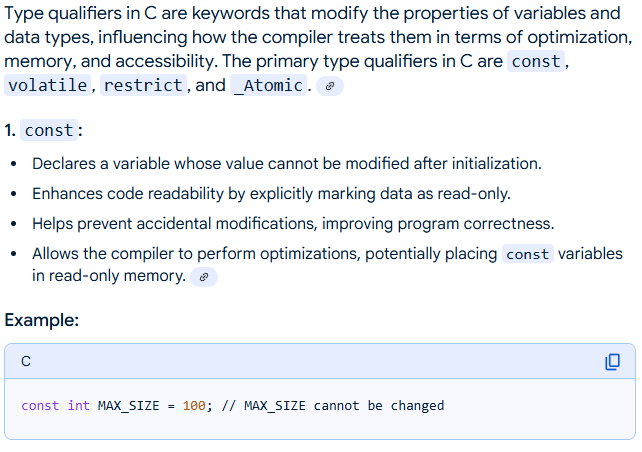 Type qualifiers in C are keywords that modify the properties of variables and
data types, influencing how the compiler treats them in terms of optimization,
memory, and accessibility. The primary type qualifiers in C are const,
volatile, restrict, and _Atomic.
1. const:
• Declares a variable whose value cannot be modified after initialization.
• Enhances code readability by explicitly marking data as read-only.
• Helps prevent accidental modifications, improving program correctness.
• Allows the compiler to perform optimizations, potentially placing const variables
in read-only memory.
Example:
C
const int MAX_SIZE = 100; // MAX_SIZE cannot be changed